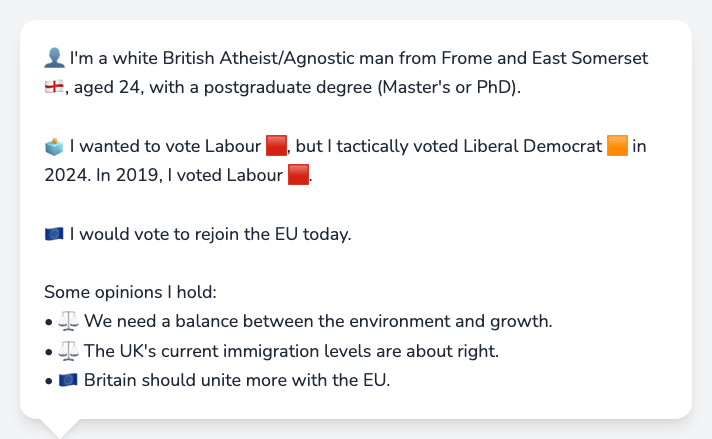 👤 I'm a white British Atheist/Agnostic man from Frome and East Somerset
🏴󠁧󠁢󠁥󠁮󠁧󠁿, aged 24, with a postgraduate degree (Master's or PhD).
🗳️ I wanted to vote Labour 🟥, but I tactically voted Liberal Democrat 🟧 in
2024. In 2019, I voted Labour 🟥.
🇪🇺 I would vote to rejoin the EU today.
Some opinions I hold:
• ⚖️ We need a balance between the environment and growth.
• ⚖️ The UK's current immigration levels are about right.
• 🇪🇺 Britain should unite more with the EU.